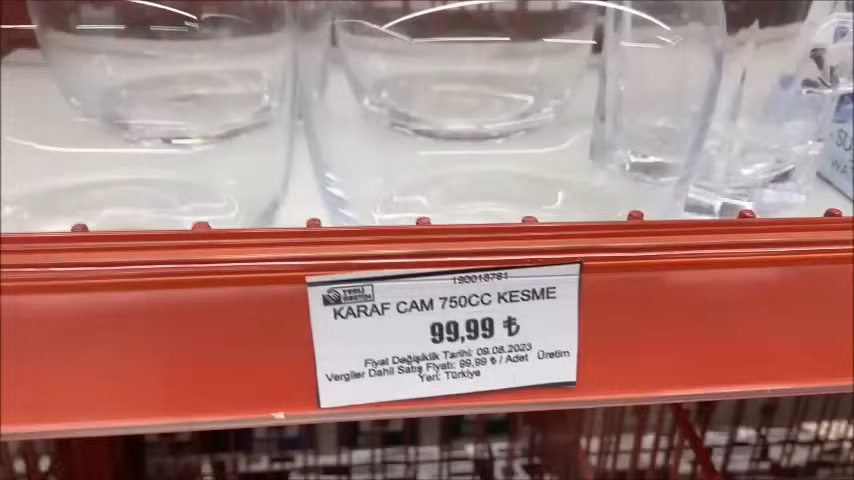 190018761
YERLİ
ÜRETİM
KARAF CAM 750CC KESME
99,99 ₺
Fiyat Değişiklik Tarihi: 09.08.2023
Vergiler Dahil Satış Fiyatı: 99,99 ₺ / Adet Üretim
Yeri: Türkiye